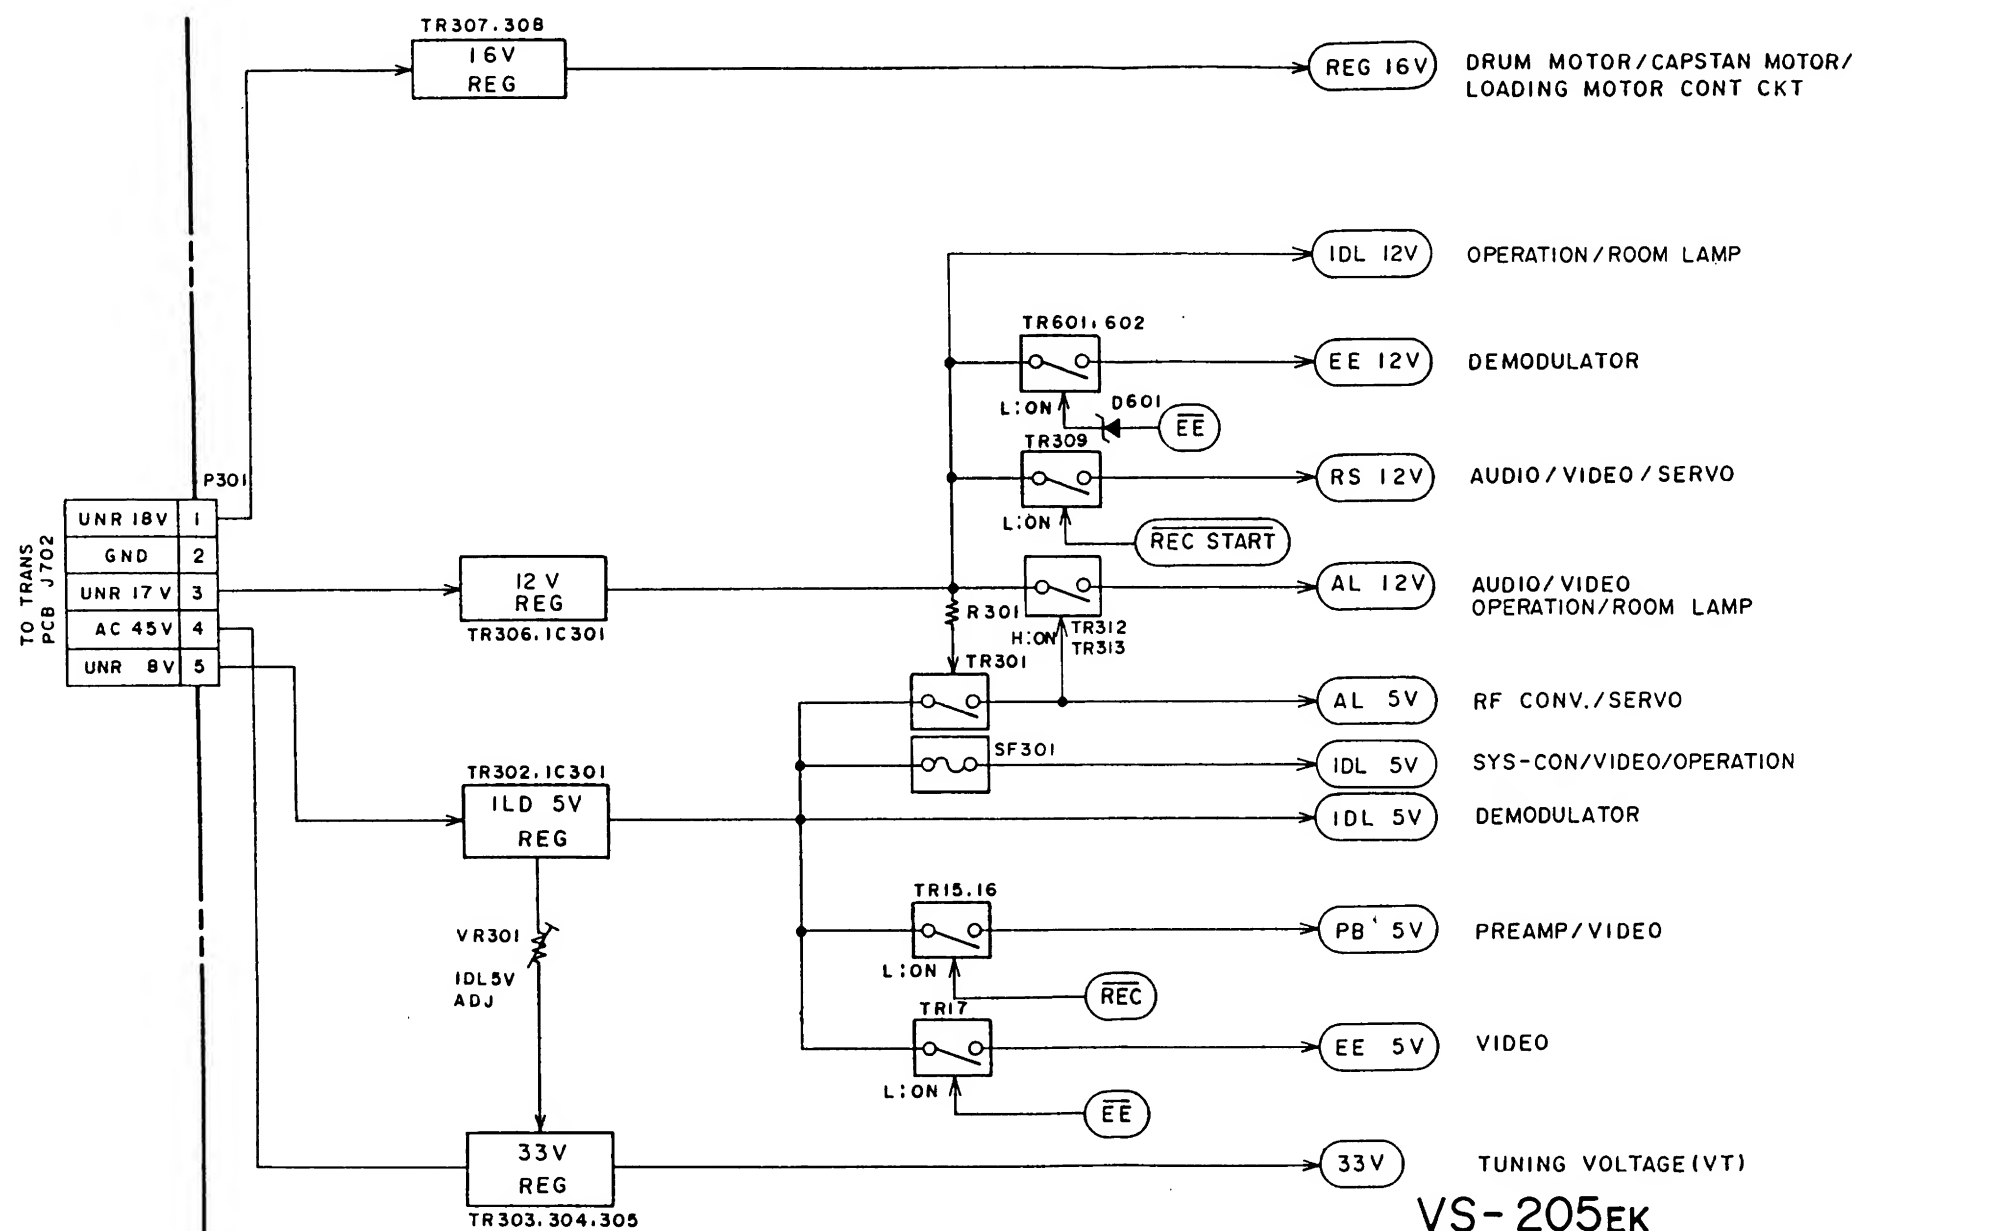 TR307.308
16V
REG
REG 16V
DRUM MOTOR/CAPSTAN MOTOR/
LOADING MOTOR CONT CKT
IDL 12V
OPERATION/ROOM LAMP
TR601.602
EE 12V
DEMODULATOR
L:ON
D601
EE
TR309
RS 12V
AUDIO/VIDEO/SERVO
L:ON
REC START
P301
TO TRANS
PCB J702
UNR 18V 1
GND 2
UNR 17V 3
AC 45V 4
UNR 8V 5
12V
REG
TR306.IC301
R301
AL 12V
AUDIO/VIDEO
OPERATION/ROOM LAMP
H:ON
TR312
TR313
TR301
AL 5V
RF CONV./SERVO
SF301
IDL 5V
SYS-CON/VIDEO/OPERATION
TR302.IC301
ILD 5V
REG
IDL 5V
DEMODULATOR
TR15.16
PB 5V
PREAMP/VIDEO
L:ON
REC
VR301
IDL5V
ADJ
TR17
EE 5V
VIDEO
L:ON
EE
33V
REG
TR303.304.305
33V
TUNING VOLTAGE(VT)
VS-205EK